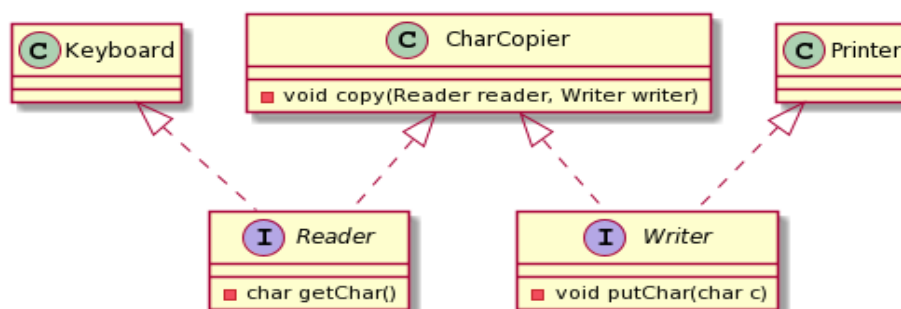 C Keyboard
C CharCopier
void copy(Reader reader, Writer writer)
C Printer
I Reader
char getChar()
I Writer
void putChar(char c)